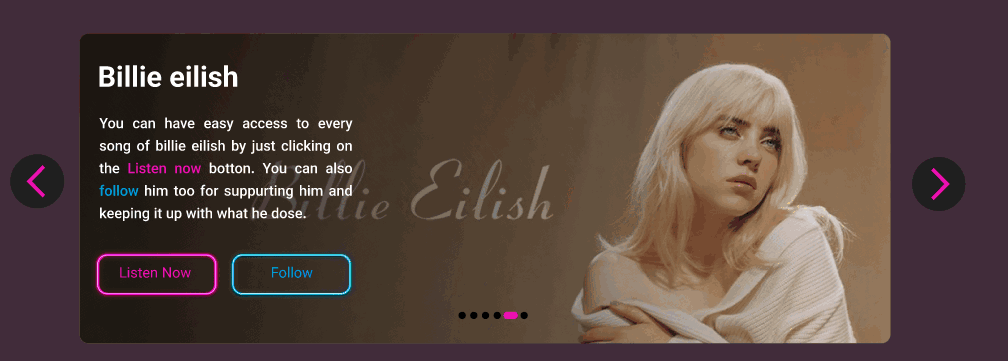 Billie eilish
You can have easy access to every
song of billie eilish by just clicking on
the Listen now botton. You can also
follow him too for suppurting him and
keeping it up with what he dose.
Billie Eilish
Listen Now
Follow